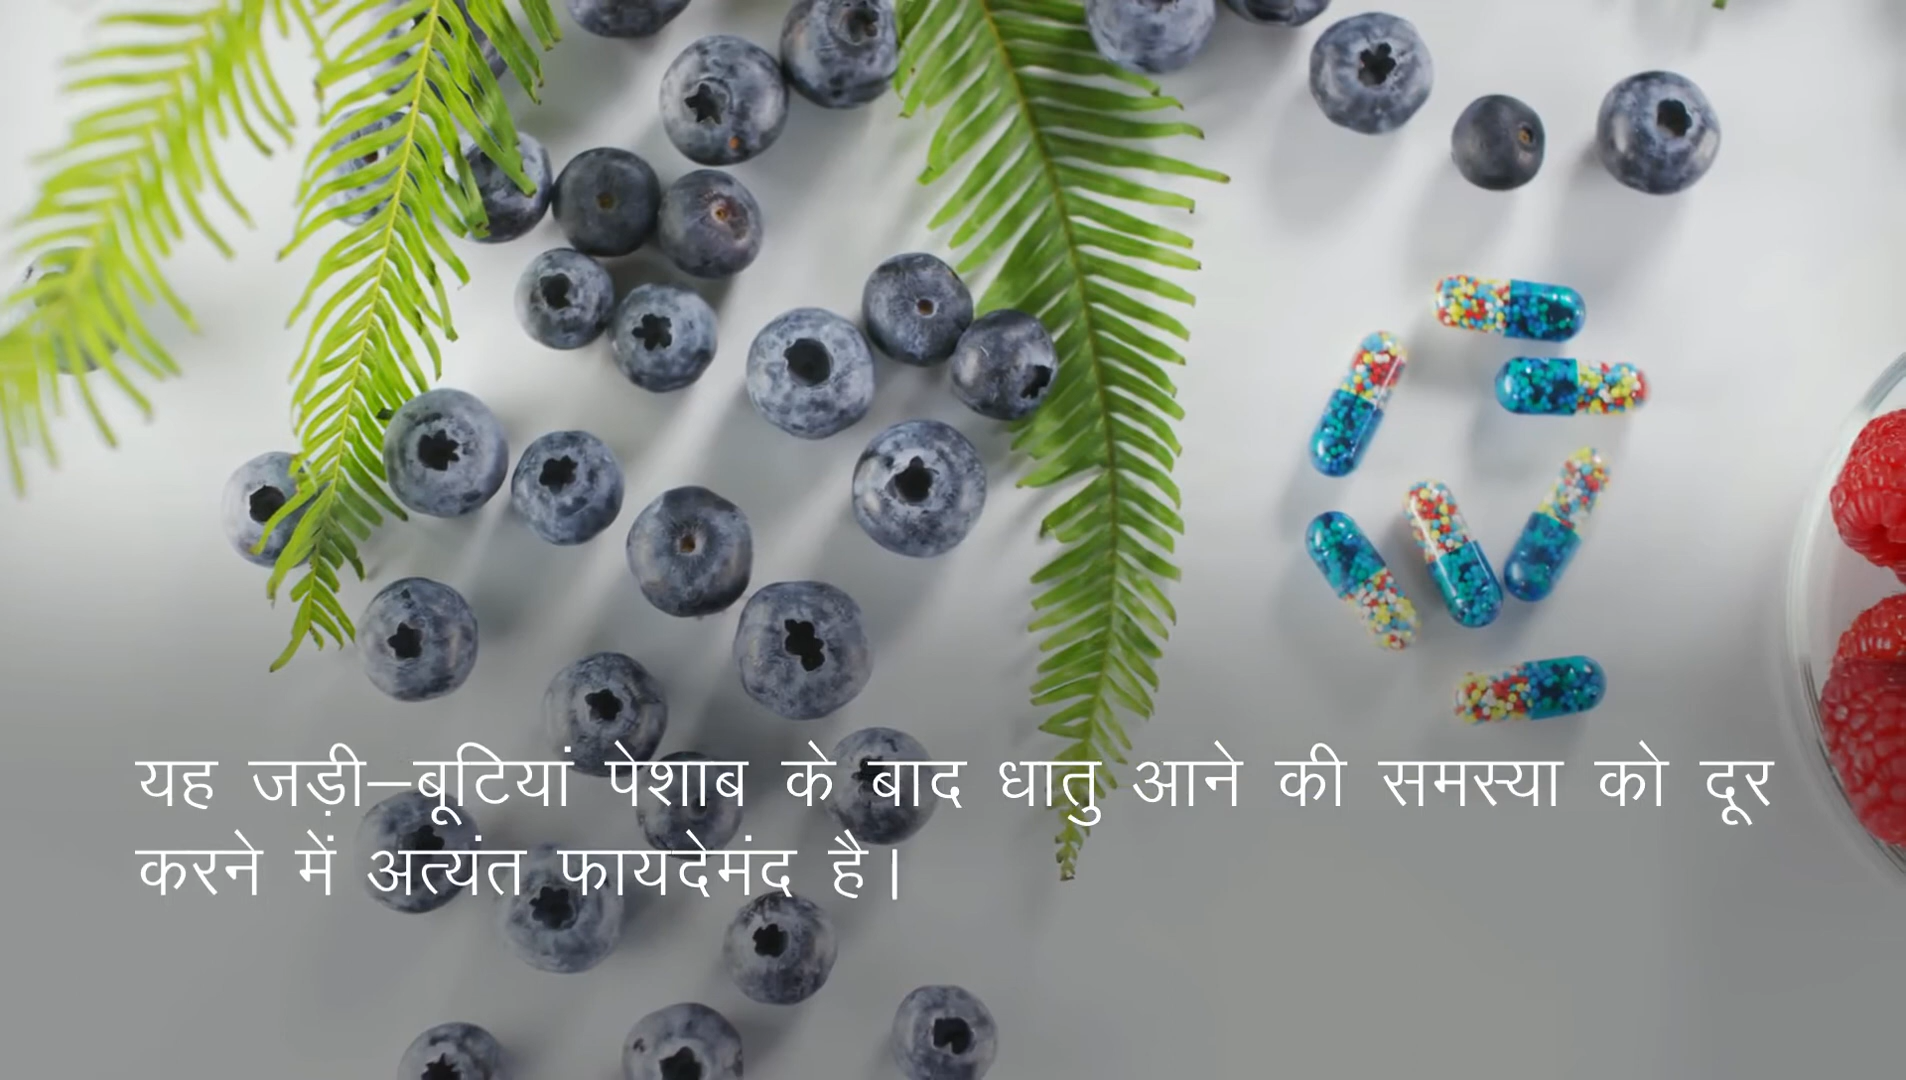 यह जड़ी–बूटियां पेशाब के बाद धातु आने की समस्या को दूर
करने में अत्यंत फायदेमंद है।